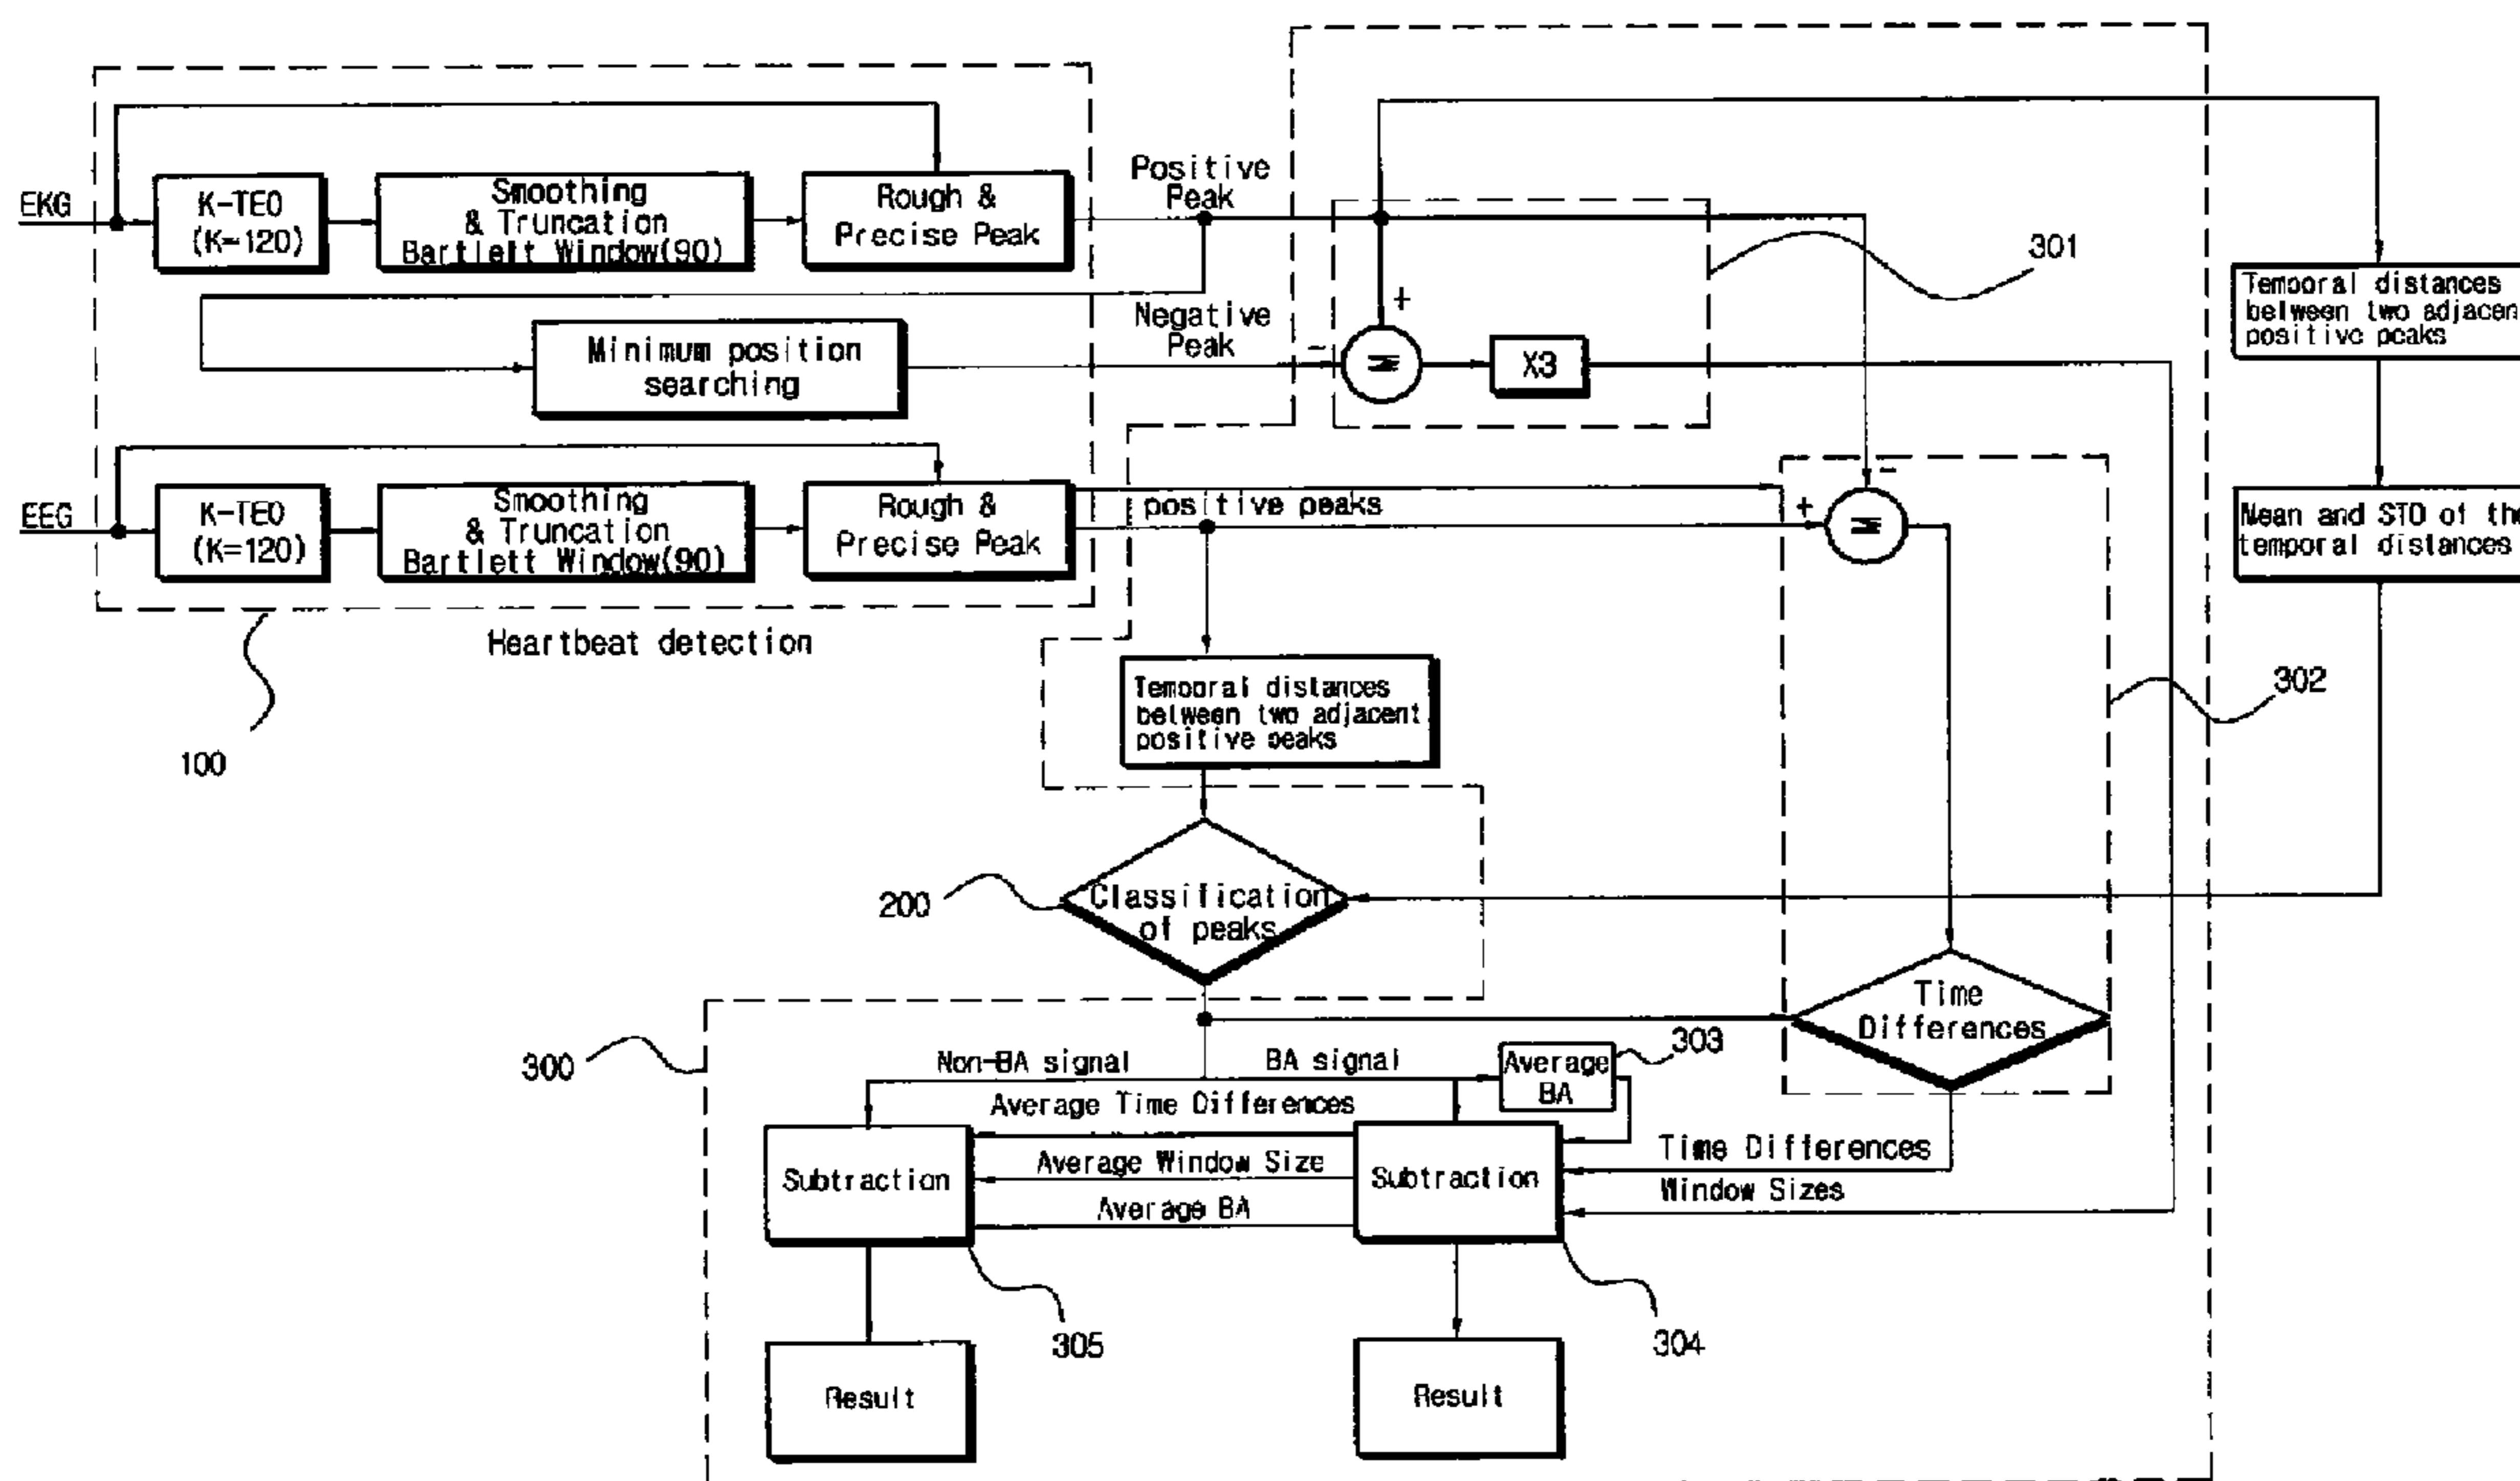 EKG
K-TEO
(K=120)
Smoothing
& Truncation
Bartlett Window(90)
Rough &
Precise Peak
Positive
Peak
Negative
Peak
Minimum position
searching
+
-
X3
301
Temporal distances
between two adjacen
positive peaks
EEG
K-TEO
(K=120)
Smoothing
& Truncation
Bartlett Window(90)
Rough &
Precise Peak
positive peaks
+
-
Mean and STD of the
temporal distances
Heartbeat detection
100
Temporal distances
between two adjacent
positive peaks
302
200
Classification
of peaks
Time
Differences
300
Non-BA signal
BA signal
Average
BA
303
Average Time Differences
Average Window Size
Average BA
Subtraction
Subtraction
Time Differences
Window Sizes
305
304
Result
Result